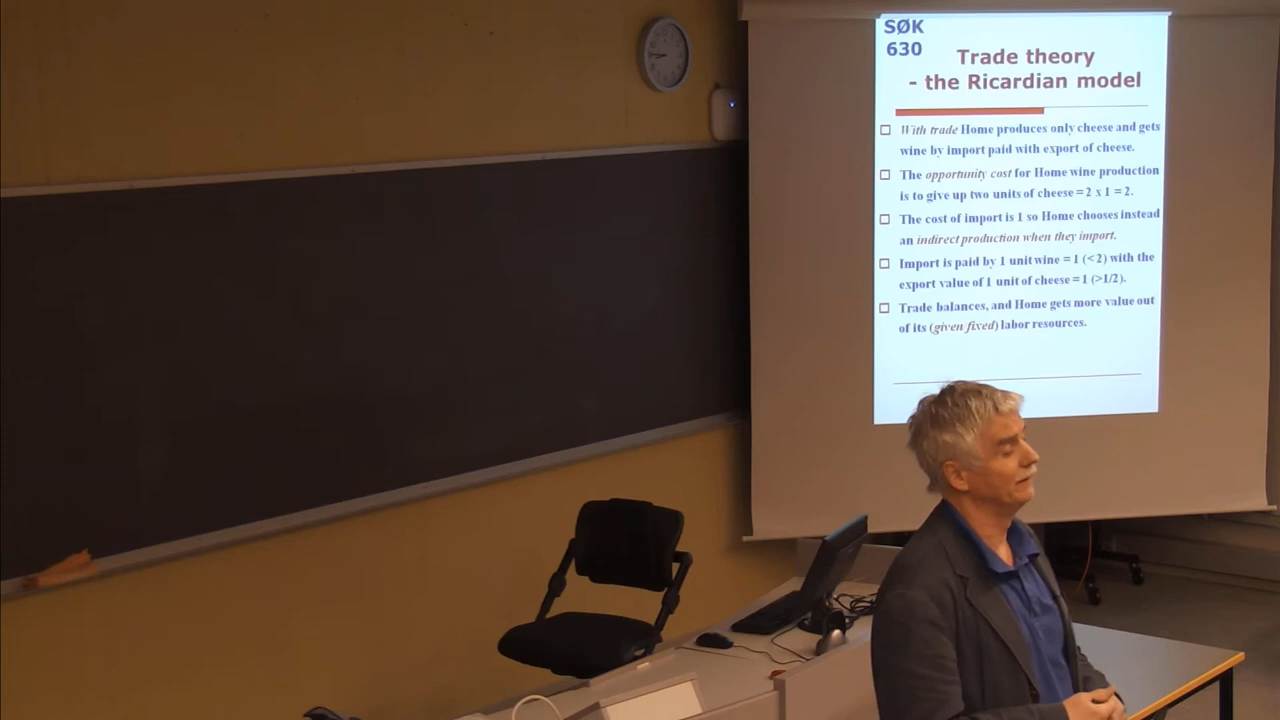 SØK
630
Trade theory
- the Ricardian model
With trade Home produces only cheese and gets
wine by import paid with export of cheese.
The opportunity cost for Home wine production
is to give up two units of cheese = 2 x 1 = 2.
The cost of import is 1 so Home chooses instead
an indirect production when they import.
Import is paid by 1 unit wine = 1 (<2) with the
export value of 1 unit of cheese = 1 (>1/2).
Trade balances, and Home gets more value out
of its (given fixed) labor resources.